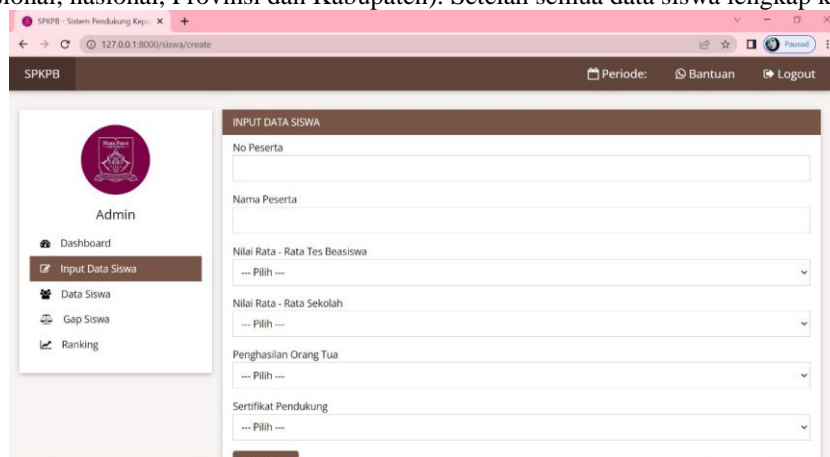 nasional, Provinsi dan Kabupaten). Setelah semua data siswa lengkap
SPKPB - Sistem Pendukung Kepu
127.0.0.1:8000/siswa/create
Paused
SPKPB
Periode:
Bantuan
Logout
Nusa Putra
Admin
Dashboard
Input Data Siswa
Data Siswa
Gap Siswa
Ranking
INPUT DATA SISWA
No Peserta
Nama Peserta
Nilai Rata - Rata Tes Beasiswa
--- Pilih ---
Nilai Rata - Rata Sekolah
--- Pilih ---
Penghasilan Orang Tua
--- Pilih ---
Sertifikat Pendukung
--- Pilih ---